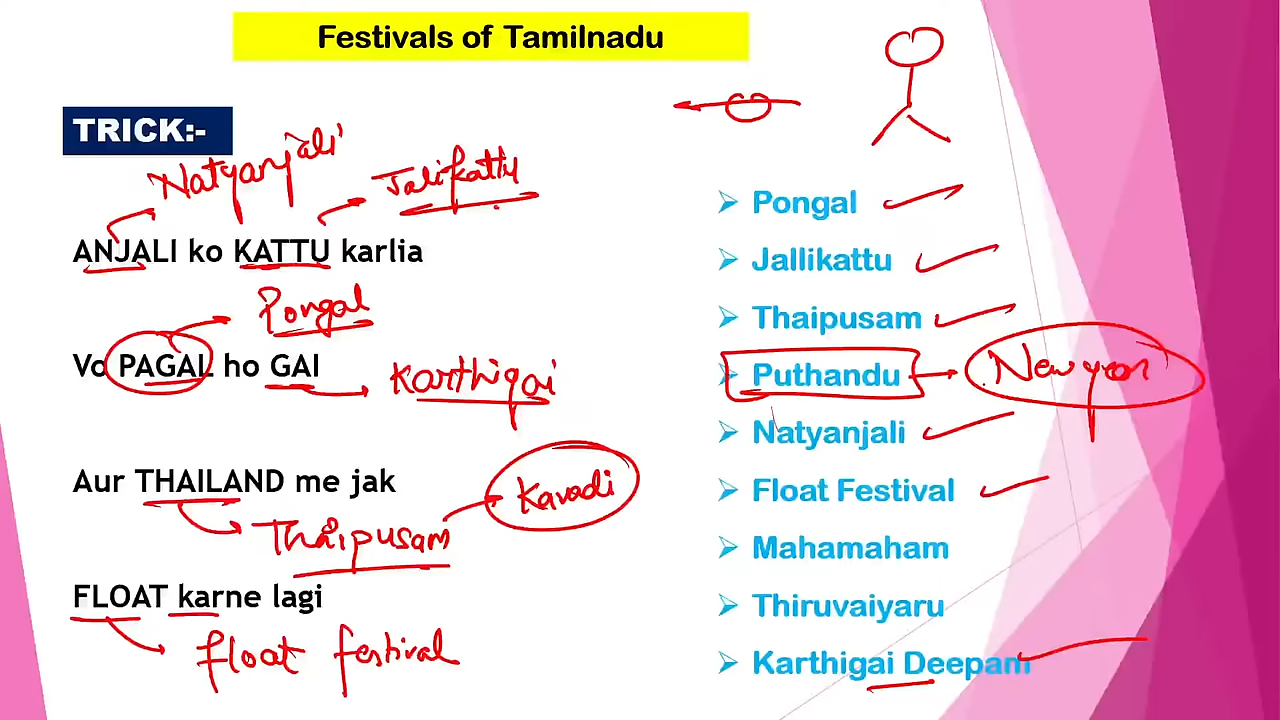 Festivals of Tamilnadu
TRICK:-
Natyanjali
Jalikattu
ANJALI ko KATTU karlia
Pongal
Vo PAGAL ho GAI
Karthigai
Aur THAILAND me jak
Kavadi
Thaipusam
FLOAT karne lagi
float festival
Pongal
Jallikattu
Thaipusam
Puthandu
New year
Natyanjali
Float Festival
Mahamaham
Thiruvaiyaru
Karthigai Deepam